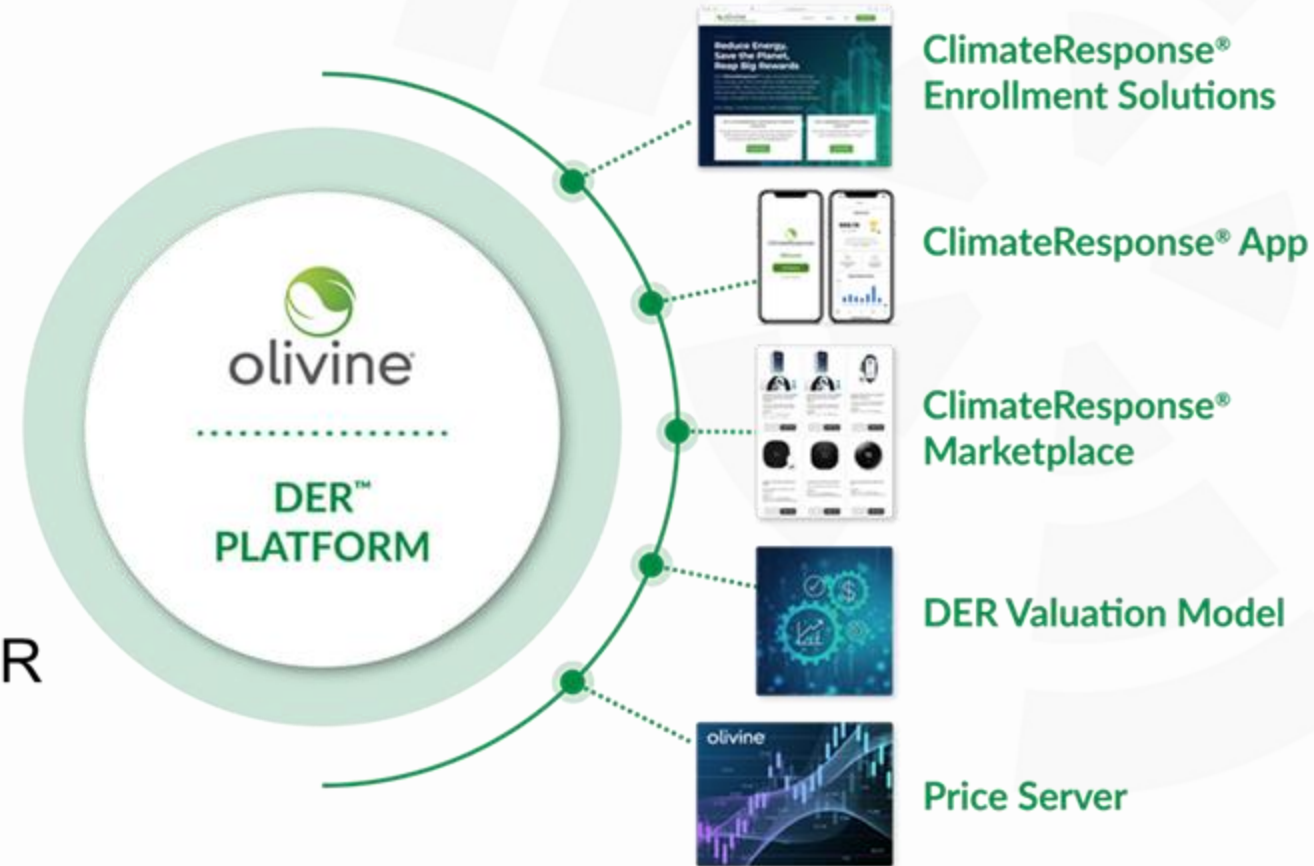 olivine
DER™
PLATFORM
R
Reduce Energy,
Save the Planet,
Reap Big Rewards
ClimateResponse®
Enrollment Solutions
ClimateResponse® App
ClimateResponse®
Marketplace
DER Valuation Model
olivine
Price Server